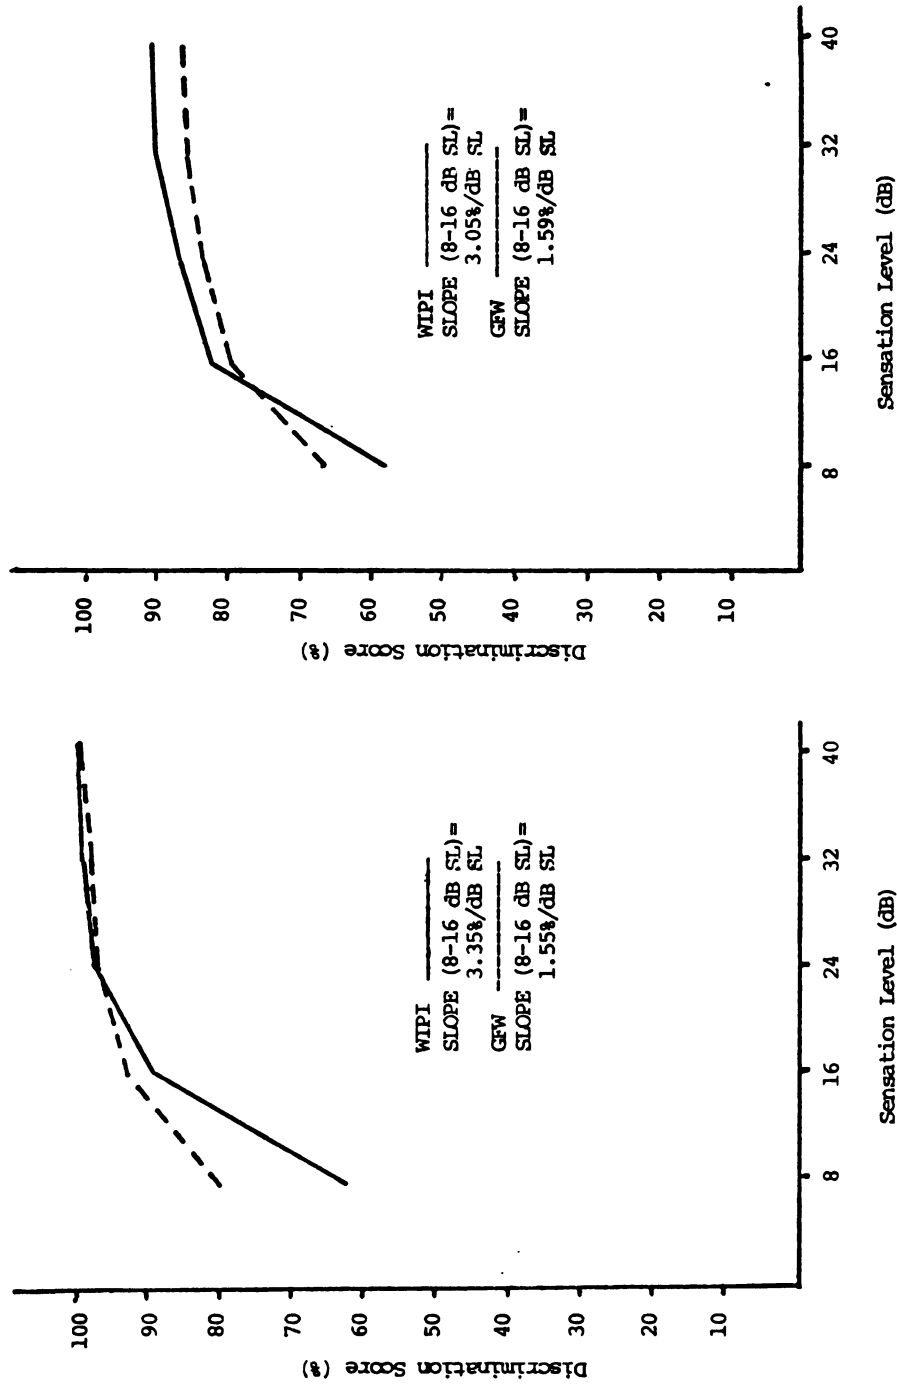 Discrimination Score (%)
100
90
80
70
60
50
40
30
20
10
WIPI
SLOPE (8-16 dB SL)=
3.35%/dB SL
GFW
SLOPE (8-16 dB SL)=
1.55%/dB SL
8
16
24
32
40
Sensation Level (dB)
Discrimination Score (%)
100
90
80
70
60
50
40
30
20
10
WIPI
SLOPE (8-16 dB SL)=
3.05%/dB SL
GFW
SLOPE (8-16 dB SL)=
1.59%/dB SL
8
16
24
32
40
Sensation Level (dB)